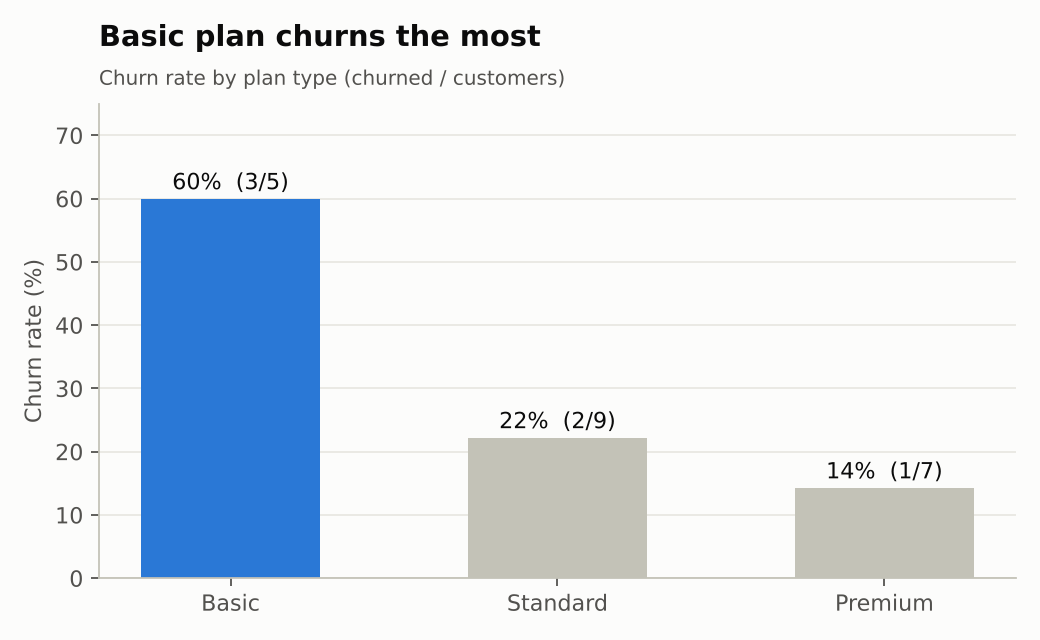 Basic plan churns the most
Churn rate by plan type (churned / customers)
Churn rate (%)
70
60
50
40
30
20
10
0
60% (3/5)
22% (2/9)
14% (1/7)
Basic
Standard
Premium